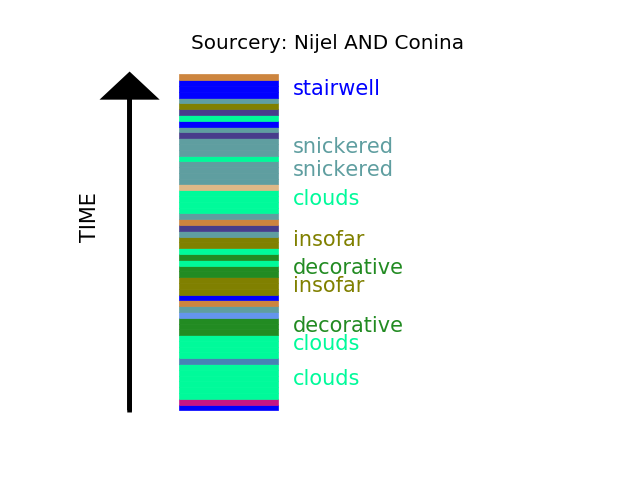 Sourcery: Nijel AND Conina
stairwell
snickered
snickered
clouds
TIME
insofar
decorative
insofar
decorative
clouds
clouds